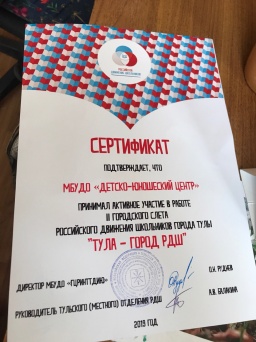 СЕРТИФИКАТ
ПОДТВЕРЖДАЕТ, ЧТО
МБУДО «ДЕТСКО-ЮНОШЕСКИЙ ЦЕНТР»
ПРИНИМАЛ АКТИВНОЕ УЧАСТИЕ В РАБОТЕ
II ГОРОДСКОГО СЛЕТА
РОССИЙСКОГО ДВИЖЕНИЯ ШКОЛЬНИКОВ ГОРОДА ТУЛЫ
"ТУЛА – ГОРОД РДШ"
ДИРЕКТОР МБУДО «ГЦРИПТДИЮ»
РУКОВОДИТЕЛЬ ТУЛЬСКОГО (МЕСТНОГО) ОТДЕЛЕНИЯ РДШ
2019 ГОД